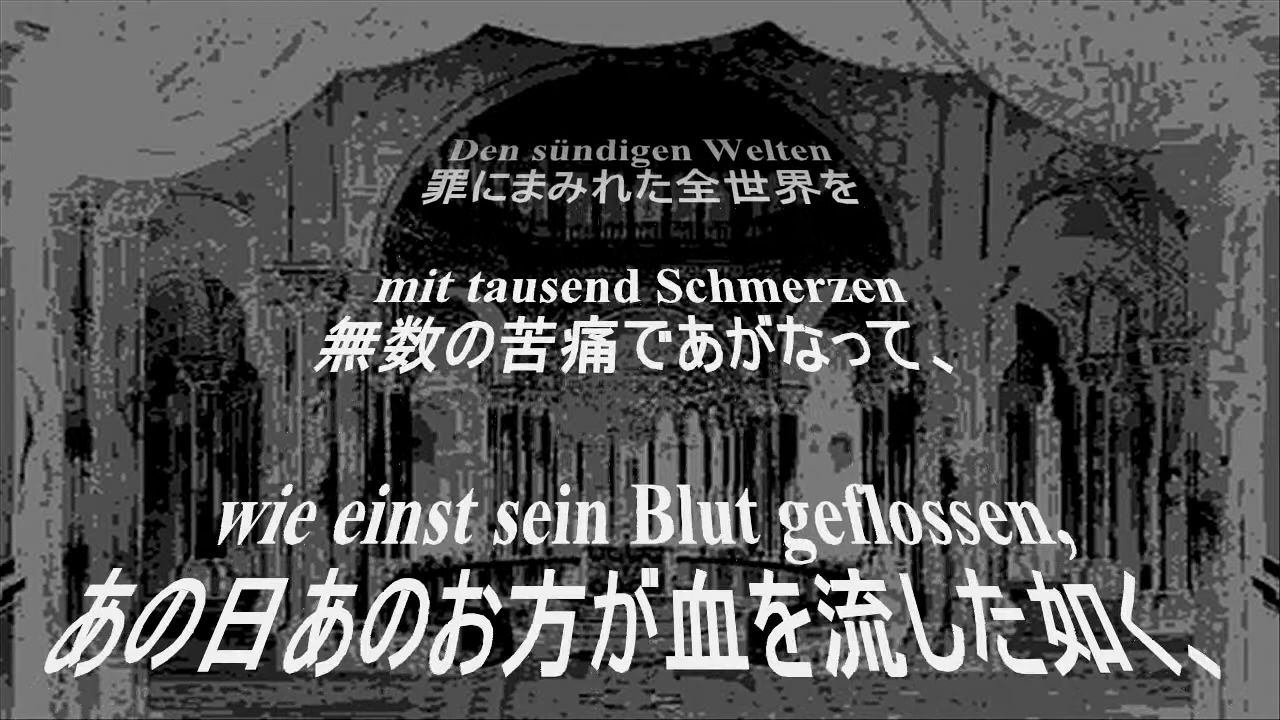 Den sündigen Welten
罪にまみれた全世界を
mit tausend Schmerzen
無数の苦痛であがなって、
wie einst sein Blut geflossen,
あの日あのお方が血を流した如く、